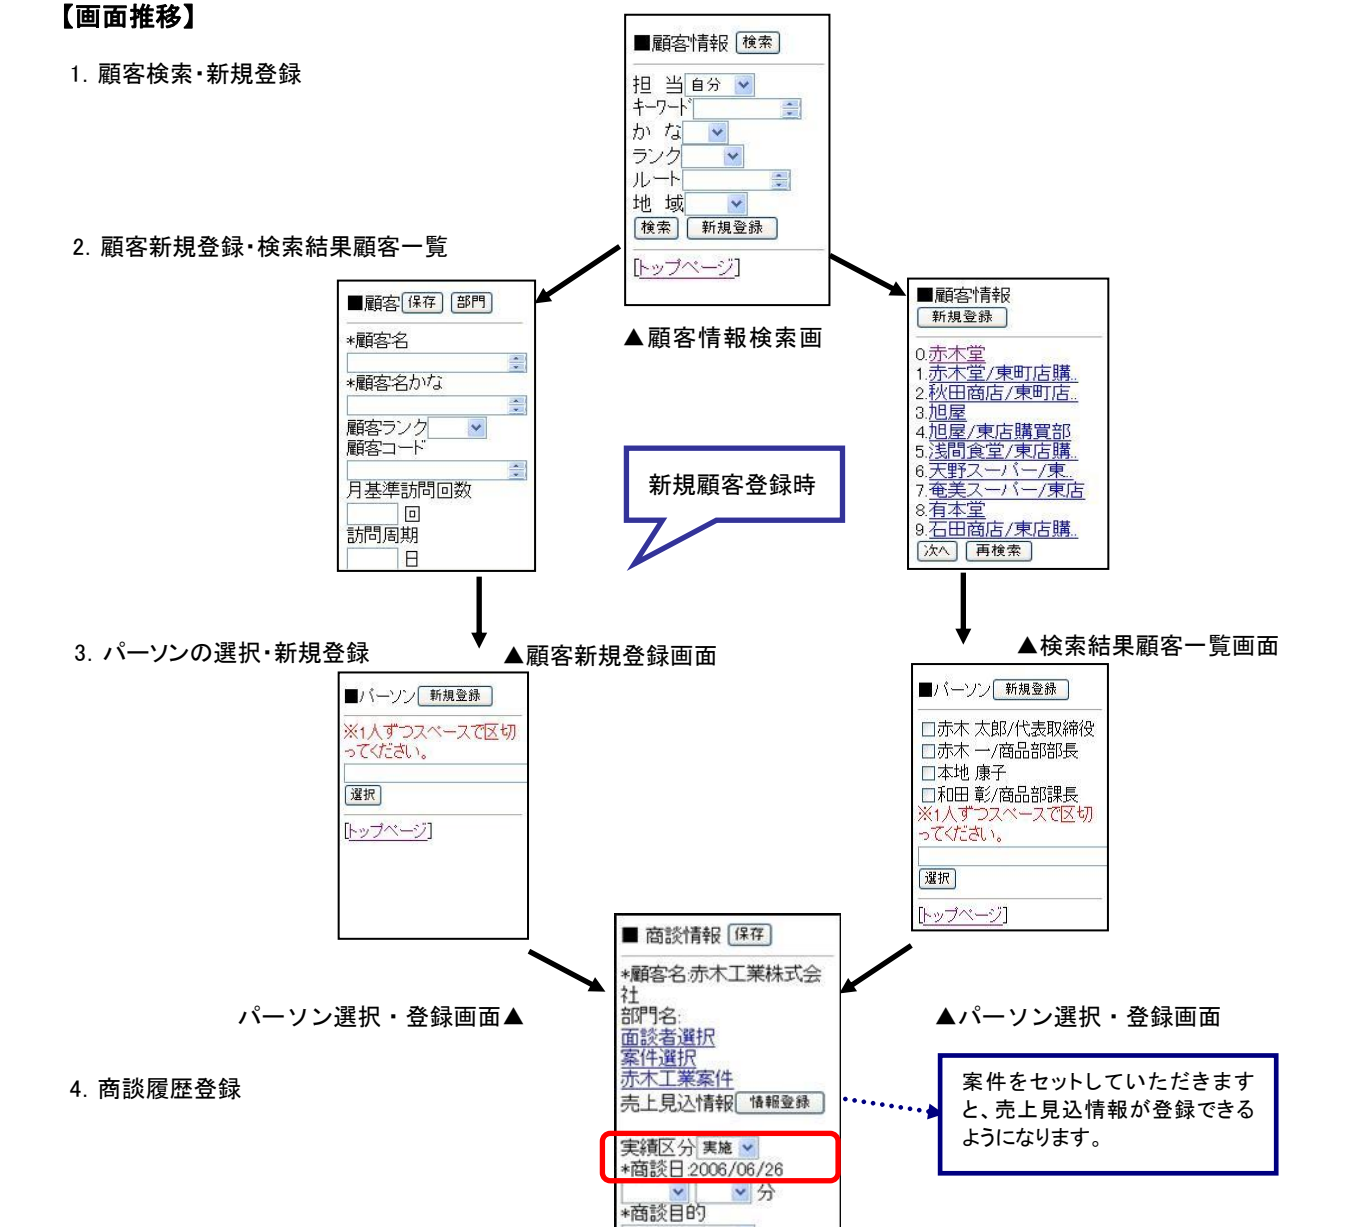 【画面推移】
1. 顧客検索・新規登録
■顧客情報 検索
担 当 自分
キーワード
か な
ランク
ルート
地 域
検索 新規登録
[トップページ]
▲顧客情報検索画
2. 顧客新規登録・検索結果顧客一覧
■顧客 保存 部門
*顧客名
*顧客名かな
顧客ランク
顧客コード
月基準訪問回数
回
訪問周期
日
▲顧客新規登録画面
新規顧客登録時
■顧客情報
新規登録
0.赤木堂
1.赤木堂/東町店購..
2.秋田商店/東町店..
3.旭屋
4.旭屋/東店購買部
5.浅間食堂/東店購..
6.天野スーパー/東..
7.奄美スーパー/東店
8.有本堂
9.石田商店/東店購..
次へ 再検索
▲検索結果顧客一覧画面
3. パーソンの選択・新規登録
■パーソン 新規登録
※1人ずつスペースで区切
ってください。
選択
[トップページ]
パーソン選択・登録画面▲
■パーソン 新規登録
赤木 太郎/代表取締役
赤木 一/商品部部長
本地 康子
和田 彰/商品部課長
※1人ずつスペースで区切
ってください。
選択
[トップページ]
▲パーソン選択・登録画面
4. 商談履歴登録
■ 商談情報 保存
*顧客名:赤木工業株式会
社
部門名:
面談者選択
案件選択
赤木工業案件
売上見込情報 情報登録
実績区分 実施
*商談日:2006/06/26
分
*商談目的
案件をセットしていただきます
と、売上見込情報が登録できる
ようになります。